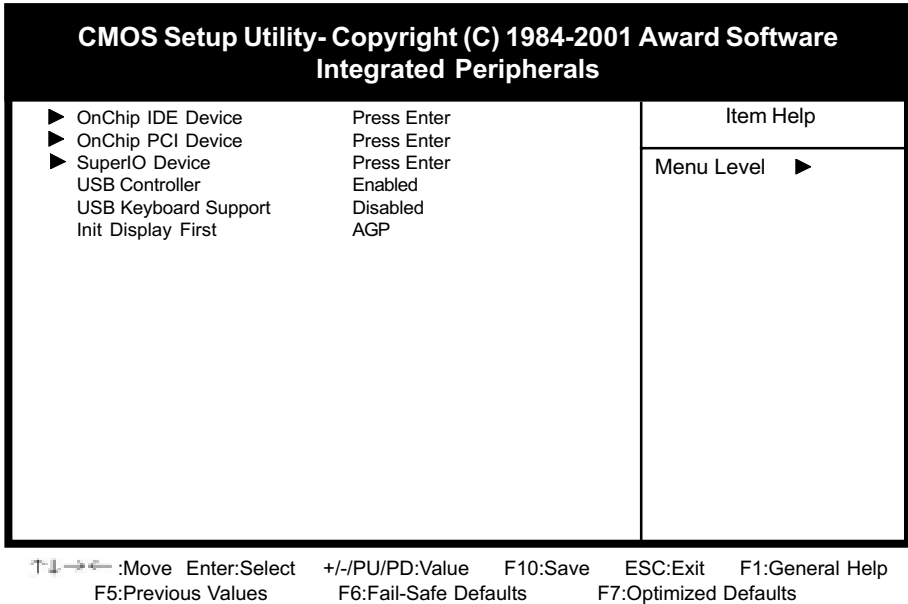 CMOS Setup Utility- Copyright (C) 1984-2001 Award Software
Integrated Peripherals
▶ OnChip IDE Device Press Enter
▶ OnChip PCI Device Press Enter
▶ SuperIO Device Press Enter
USB Controller Enabled
USB Keyboard Support Disabled
Init Display First AGP
Item Help
Menu Level ▶
↑↓→← :Move Enter:Select +/-/PU/PD:Value F10:Save ESC:Exit F1:General Help
F5:Previous Values F6:Fail-Safe Defaults F7:Optimized Defaults